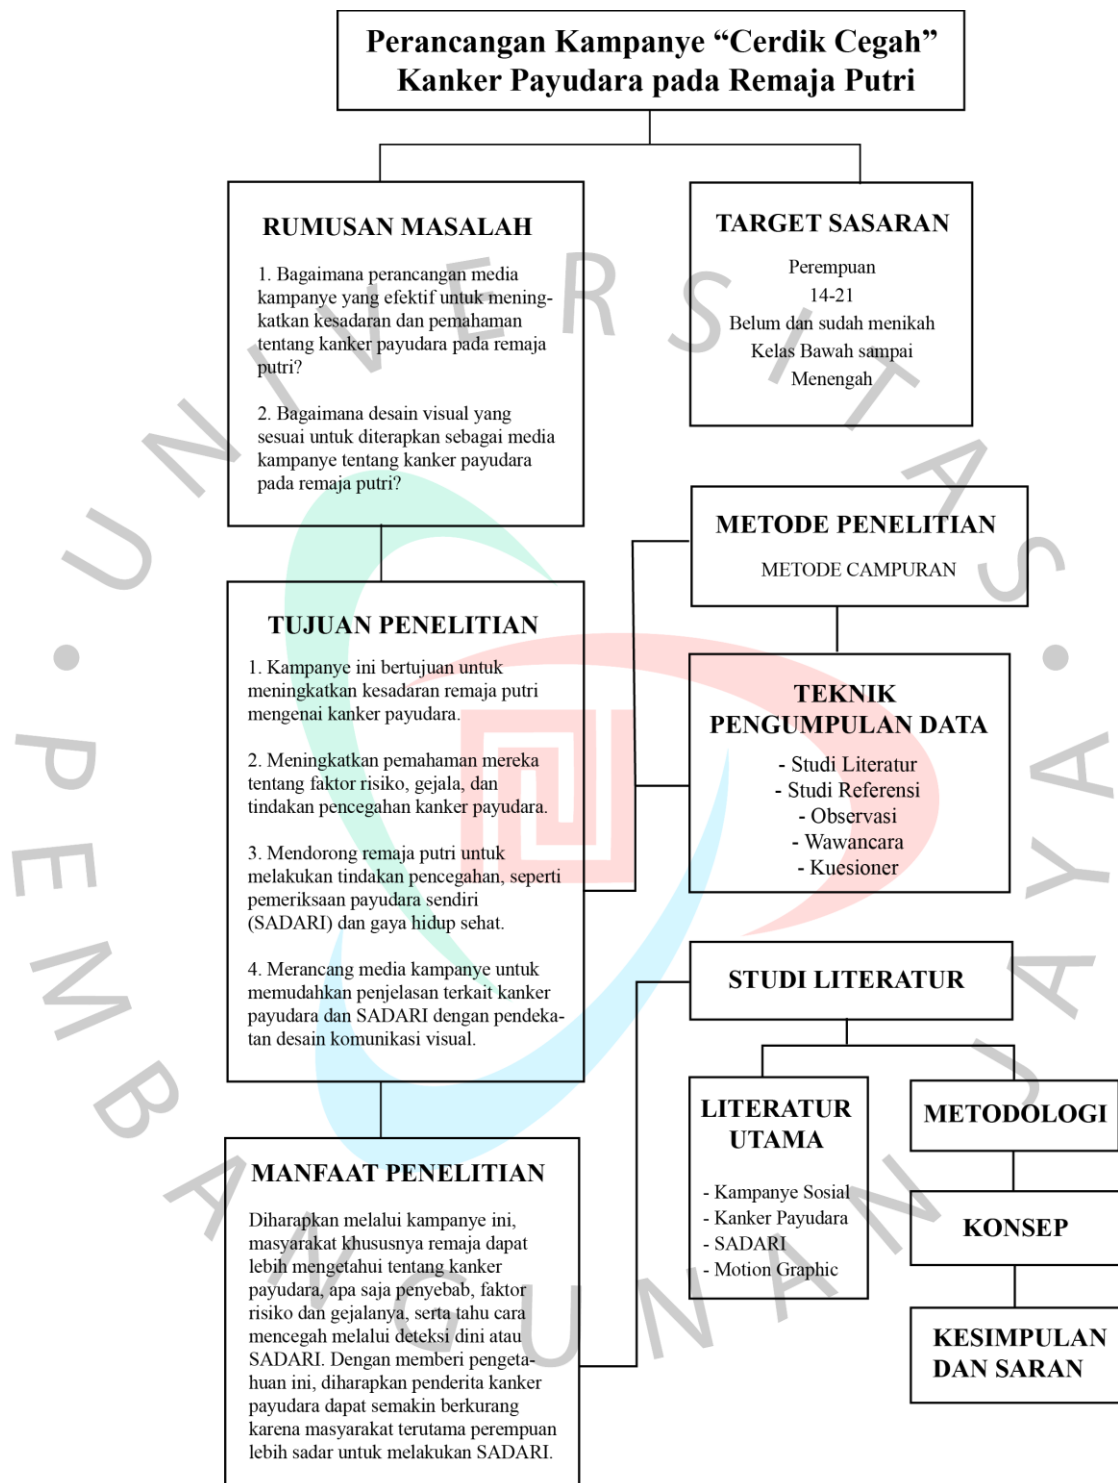 Perancangan Kampanye “Cerdik Cegah”
Kanker Payudara pada Remaja Putri
RUMUSAN MASALAH
1. Bagaimana perancangan media
kampanye yang efektif untuk mening-
katkan kesadaran dan pemahaman
tentang kanker payudara pada remaja
putri?
2. Bagaimana desain visual yang
sesuai untuk diterapkan sebagai media
kampanye tentang kanker payudara
pada remaja putri?
TARGET SASARAN
Perempuan
14-21
Belum dan sudah menikah
Kelas Bawah sampai
Menengah
METODE PENELITIAN
METODE CAMPURAN
TUJUAN PENELITIAN
1. Kampanye ini bertujuan untuk
meningkatkan kesadaran remaja putri
mengenai kanker payudara.
2. Meningkatkan pemahaman mereka
tentang faktor risiko, gejala, dan
tindakan pencegahan kanker payudara.
3. Mendorong remaja putri untuk
melakukan tindakan pencegahan, seperti
pemeriksaan payudara sendiri
(SADARI) dan gaya hidup sehat.
4. Merancang media kampanye untuk
memudahkan penjelasan terkait kanker
payudara dan SADARI dengan pendeka-
tan desain komunikasi visual.
TEKNIK
PENGUMPULAN DATA
- Studi Literatur
- Studi Referensi
- Observasi
- Wawancara
- Kuesioner
STUDI LITERATUR
LITERATUR
UTAMA
- Kampanye Sosial
- Kanker Payudara
- SADARI
- Motion Graphic
METODOLOGI
KONSEP
KESIMPULAN
DAN SARAN
MANFAAT PENELITIAN
Diharapkan melalui kampanye ini,
masyarakat khususnya remaja dapat
lebih mengetahui tentang kanker
payudara, apa saja penyebab, faktor
risiko dan gejalanya, serta tahu cara
mencegah melalui deteksi dini atau
SADARI. Dengan memberi pengeta-
huan ini, diharapkan penderita kanker
payudara dapat semakin berkurang
karena masyarakat terutama perempuan
lebih sadar untuk melakukan SADARI.
UNIVERSITAS
PEMBANGUNAN JAYA